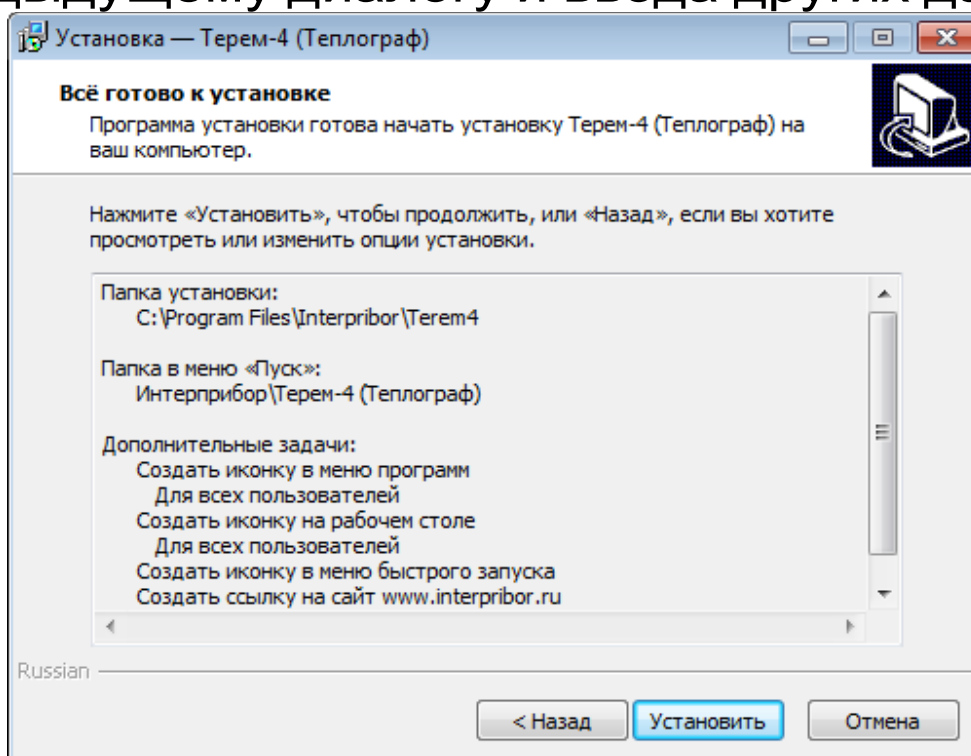 диалогу и ввода других
Установка — Терем-4 (Теплограф)
Всё готово к установке
Программа установки готова начать установку Терем-4 (Теплограф) на
ваш компьютер.
Нажмите «Установить», чтобы продолжить, или «Назад», если вы хотите
просмотреть или изменить опции установки.
Папка установки:
C:\Program Files\Interpribor\Terem4
Папка в меню «Пуск»:
Интерприбор\Терем-4 (Теплограф)
Дополнительные задачи:
Создать иконку в меню программ
Для всех пользователей
Создать иконку на рабочем столе
Для всех пользователей
Создать иконку в меню быстрого запуска
Создать ссылку на сайт www.interpribor.ru
Russian
< Назад
Установить
Отмена